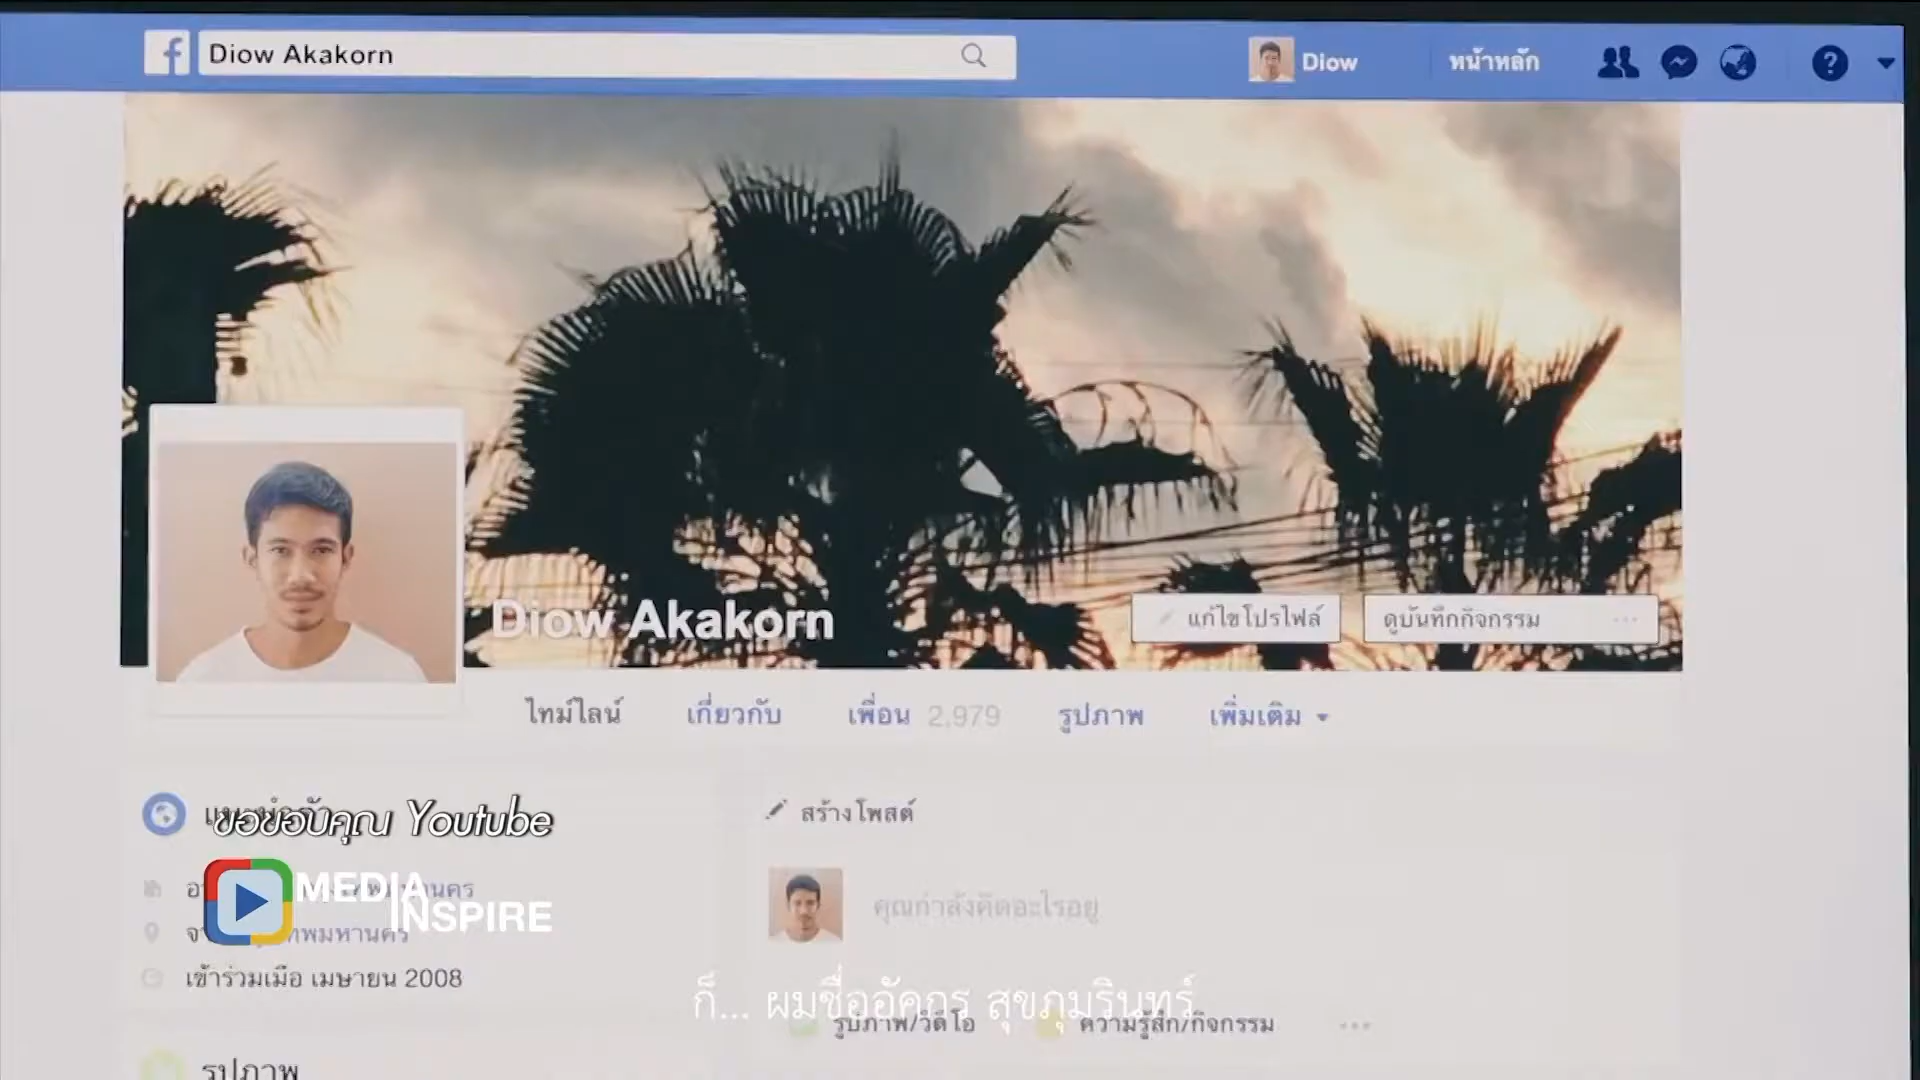 Diow Akakorn
Diow
หน้าหลัก
Diow Akakorn
แก้ไขโปรไฟล์
ดูบันทึกกิจกรรม
ไทม์ไลน์
เกี่ยวกับ
เพื่อน 2,979
รูปภาพ
เพิ่มเติม
ขอขอบคุณ Youtube
MEDIA
INSPIRE
เข้าร่วมเมื่อ เมษายน 2008
รูปภาพ
สร้างโพสต์
คุณกำลังคิดอะไรอยู่
ก็... ผมชื่ออัคกร สุขภุมรินทร์
รูปภาพ/วิดีโอ
ความรู้สึก/กิจกรรม